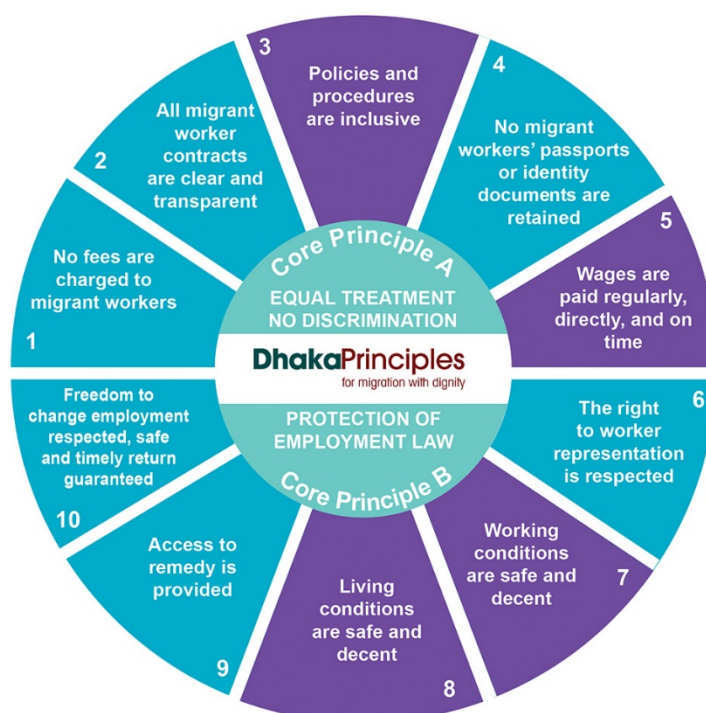 1
No fees are
charged to
migrant workers
2
All migrant
worker
contracts
are clear and
transparent
3
Policies and
procedures
are inclusive
4
No migrant
workers’ passports
or identity
documents are
retained
5
Wages are
paid regularly,
directly, and on
time
6
The right
to worker
representation
is respected
7
Working
conditions
are safe and
decent
8
Living
conditions
are safe and
decent
9
Access to
remedy is
provided
10
Freedom to
change employment
respected, safe
and timely return
guaranteed
Core Principle A
EQUAL TREATMENT
NO DISCRIMINATION
DhakaPrinciples
for migration with dignity
PROTECTION OF
EMPLOYMENT LAW
Core Principle B